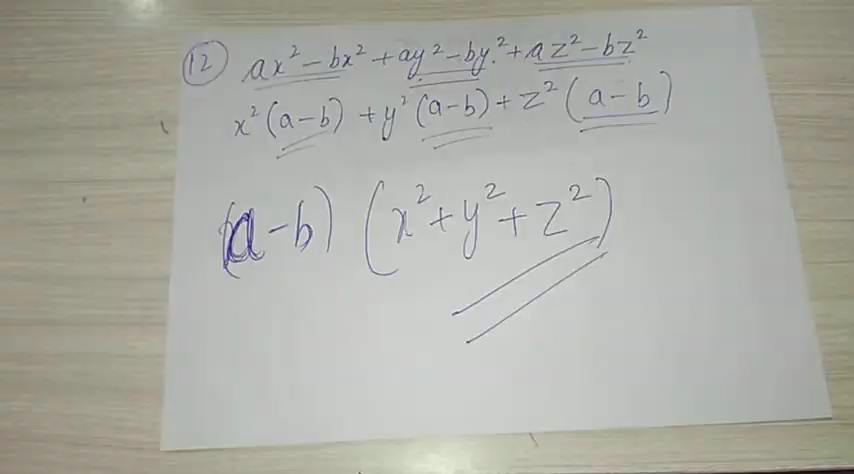 12 ax² - bx² + ay² - by² + az² - bz²
x² (a - b) + y² (a - b) + z² (a - b)
(a - b) (x² + y² + z²)